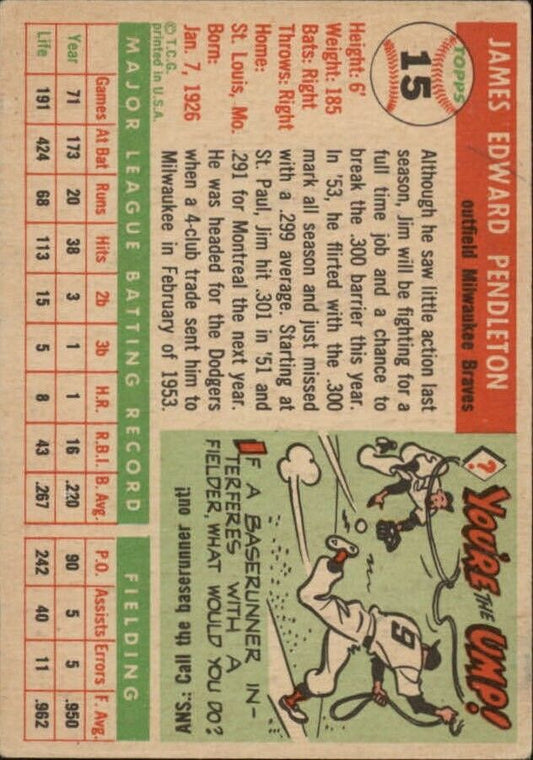 TOPPS
15
JAMES EDWARD PENDLETON
outfield Milwaukee Braves
Height: 6'
Weight: 185
Bats: Right
Throws: Right
Home:
St. Louis, Mo.
Born:
Jan. 7, 1926
© T.C.G.
printed in U.S.A.
Although he saw little action last
season, Jim will be fighting for a
full time job and a chance to
break the .300 barrier this year.
In '53, he flirted with the .300
mark all season and just missed
with a .299 average. Starting at
St. Paul, Jim hit .301 in '51 and
.291 for Montreal the next year.
He was headed for the Dodgers
when a 4-club trade sent him to
Milwaukee in February of 1953.
?
YOU'RE THE UMP!
9
IF A BASERUNNER IN-
TERFERES WITH A
FIELDER, WHAT WOULD YOU DO?
ANS: Call the baserunner out!
MAJOR LEAGUE BATTING RECORD
FIELDING
Games At Bat Runs Hits 2b 3b H.R. R.B.I. B. Avg. P.O. Assists Errors F. Avg.
Year 71 173 20 38 3 1 1 16 .220 90 5 5 .950
Life 191 424 68 113 15 5 8 43 .267 242 40 11 .962